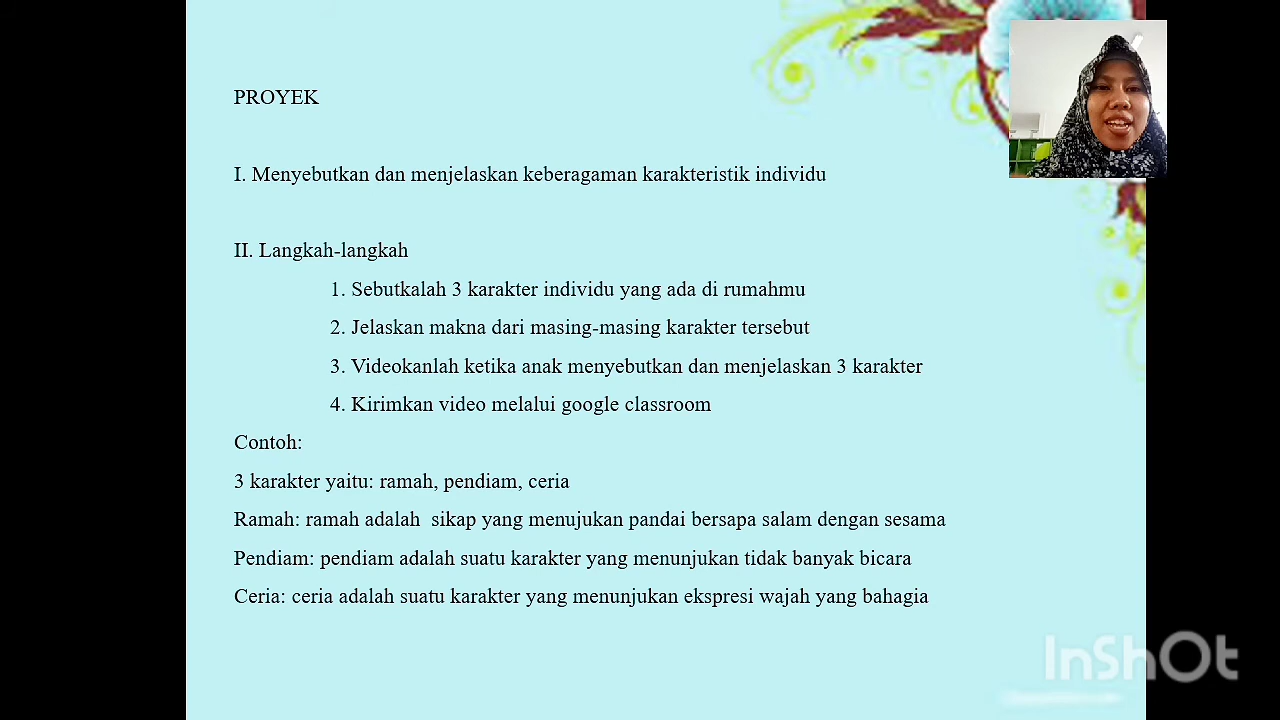 PROYEK
I. Menyebutkan dan menjelaskan keberagaman karakteristik individu
II. Langkah-langkah
1. Sebutkalah 3 karakter individu yang ada di rumahmu
2. Jelaskan makna dari masing-masing karakter tersebut
3. Videokanlah ketika anak menyebutkan dan menjelaskan 3 karakter
4. Kirimkan video melalui google classroom
Contoh:
3 karakter yaitu: ramah, pendiam, ceria
Ramah: ramah adalah  sikap yang menujukan pandai bersapa salam dengan sesama
Pendiam: pendiam adalah suatu karakter yang menunjukan tidak banyak bicara
Ceria: ceria adalah suatu karakter yang menunjukan ekspresi wajah yang bahagia
InShOt